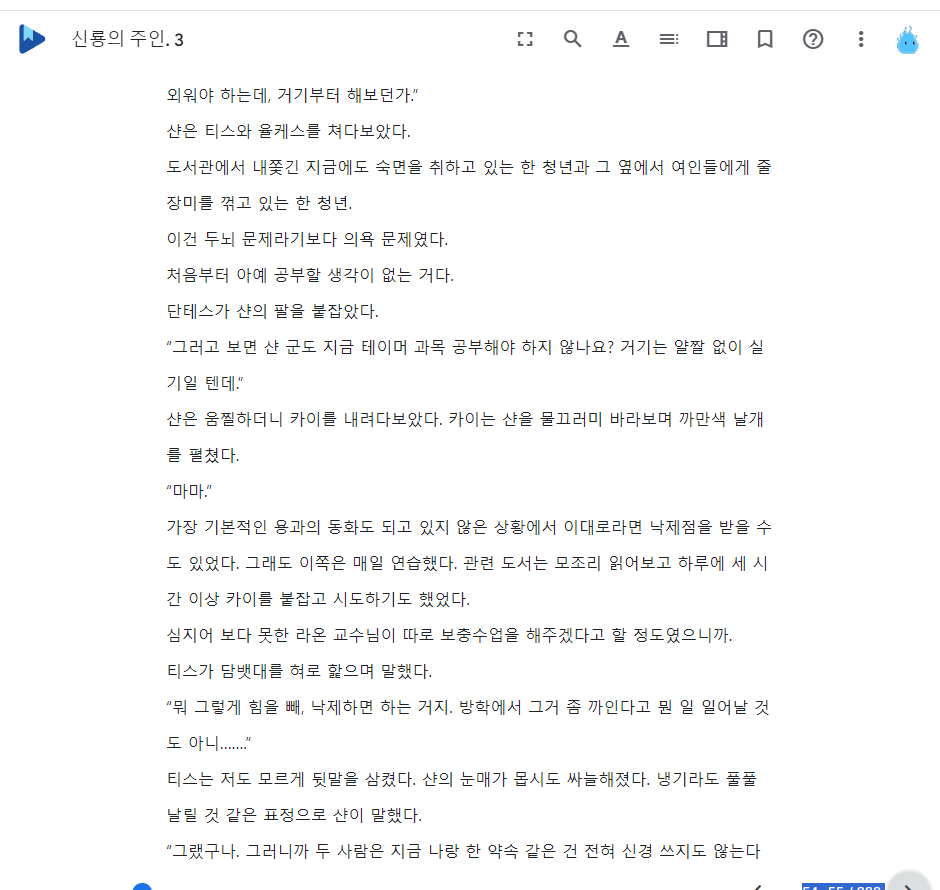 신룡의 주인. 3
외워야 하는데, 거기부터 해보던가.”
샨은 티스와 율케스를 쳐다보았다.
도서관에서 내쫓긴 지금에도 숙면을 취하고 있는 한 청년과 그 옆에서 여인들에게 줄
장미를 꺾고 있는 한 청년.
이건 두뇌 문제라기보다 의욕 문제였다.
처음부터 아예 공부할 생각이 없는 거다.
단테스가 샨의 팔을 붙잡았다.
“그러고 보면 샨 군도 지금 테이머 과목 공부해야 하지 않나요? 거기는 얄짤 없이 실
기일 텐데.”
샨은 움찔하더니 카이를 내려다보았다. 카이는 샨을 물끄러미 바라보며 까만색 날개
를 펼쳤다.
“마마.”
가장 기본적인 용과의 동화도 되고 있지 않은 상황에서 이대로라면 낙제점을 받을 수
도 있었다. 그래도 이쪽은 매일 연습했다. 관련 도서는 모조리 읽어보고 하루에 세 시
간 이상 카이를 붙잡고 시도하기도 했었다.
심지어 보다 못한 라온 교수님이 따로 보충수업을 해주겠다고 할 정도였으니까.
티스가 담뱃대를 혀로 핥으며 말했다.
“뭐 그렇게 힘을 빼, 낙제하면 하는 거지. 방학에서 그거 좀 까인다고 뭔 일 일어날 것
도 아니…….”
티스는 저도 모르게 뒷말을 삼켰다. 샨의 눈매가 몹시도 싸늘해졌다. 냉기라도 풀풀
날릴 것 같은 표정으로 샨이 말했다.
“그랬구나. 그러니까 두 사람은 지금 나랑 한 약속 같은 건 전혀 신경 쓰지도 않는다